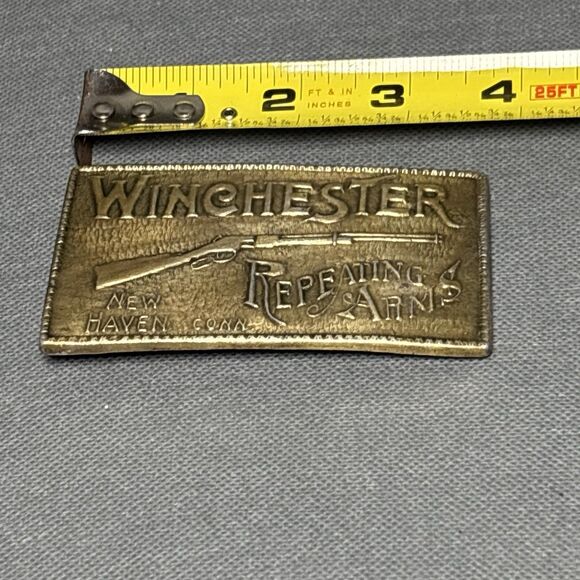 2 FT & IN 3 4 25FT
INCHES
WINCHESTER
REPEATING
NEW & ARMS
HAVEN CONN